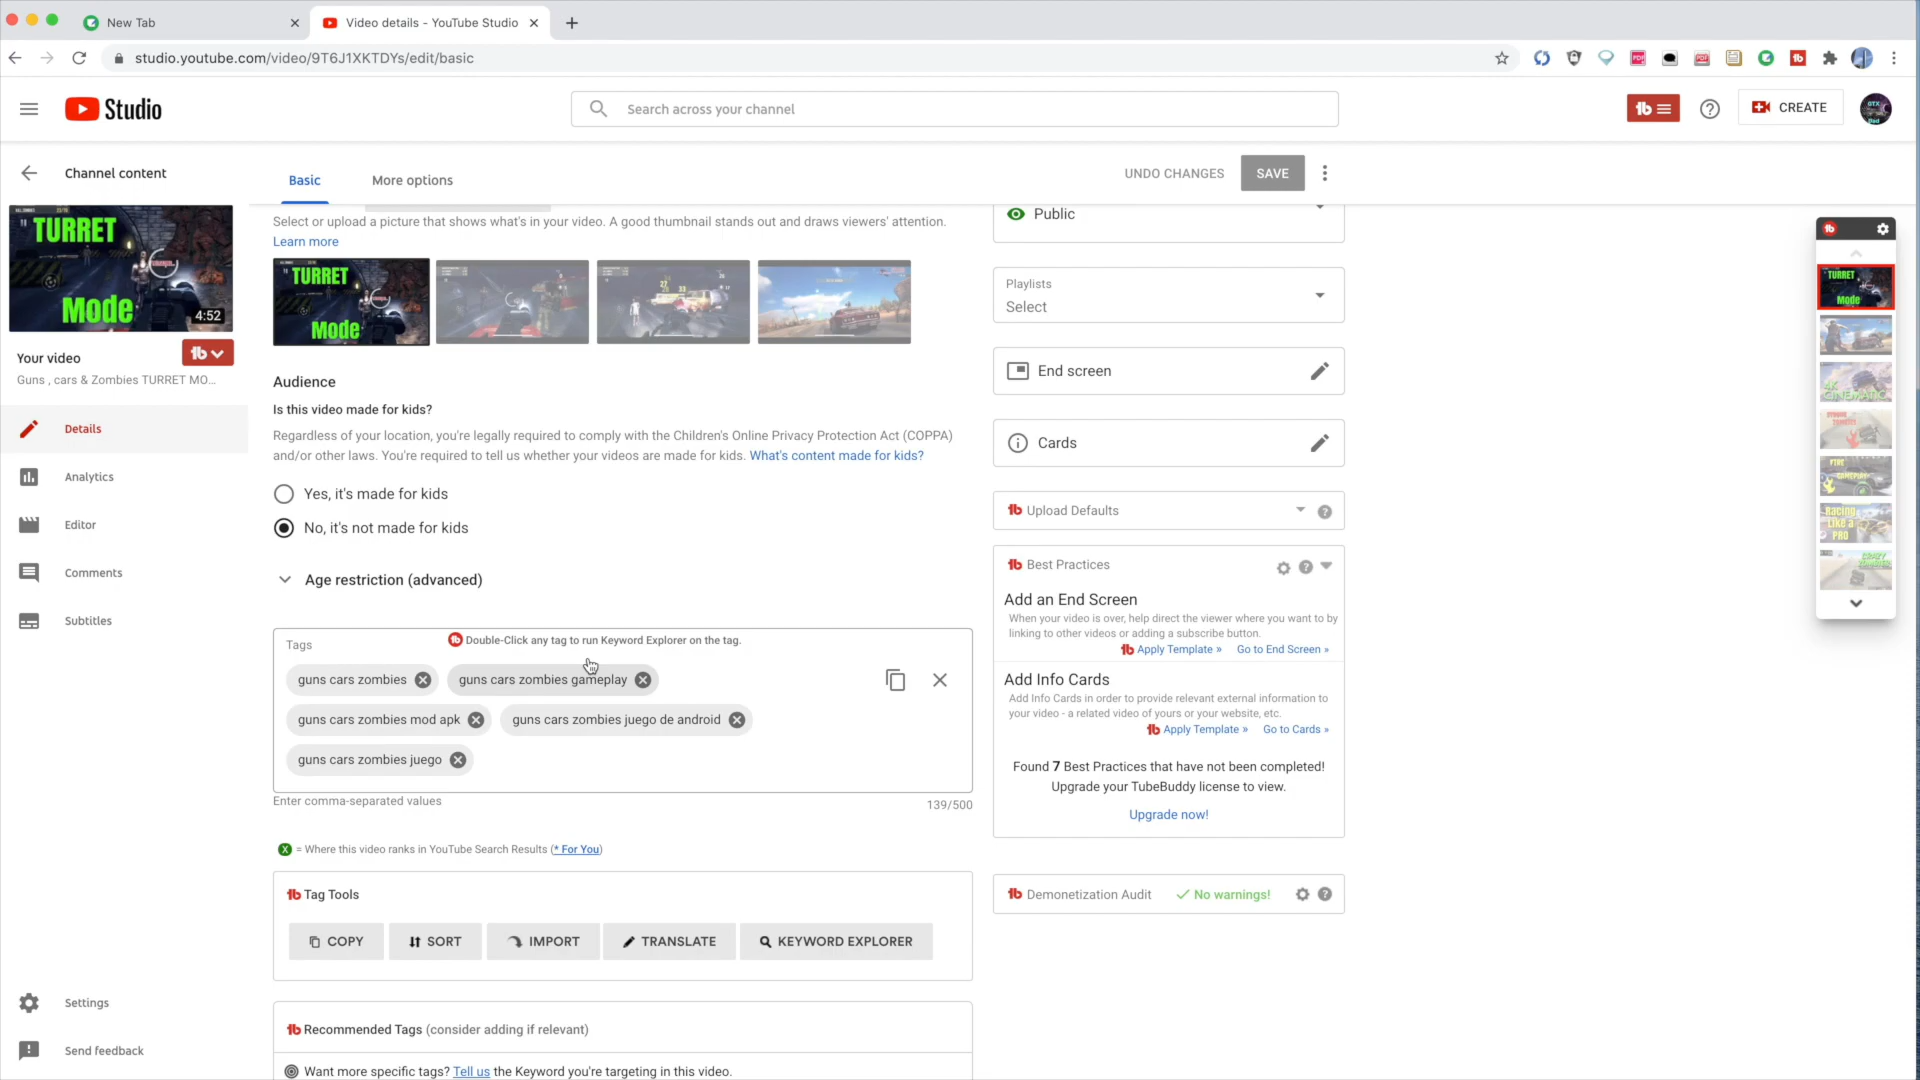 New Tab
Video details - YouTube Studio
studio.youtube.com/video/9T6J1XKTDYs/edit/basic
Studio
Search across your channel
CREATE
Channel content
Basic
More options
UNDO CHANGES
SAVE
TURRET
Mode
4:52
Your video
Guns , cars & Zombies TURRET MO...
Details
Analytics
Editor
Comments
Subtitles
Settings
Send feedback
Select or upload a picture that shows what's in your video. A good thumbnail stands out and draws viewers' attention.
Learn more
TURRET
Mode
Audience
Is this video made for kids?
Regardless of your location, you're legally required to comply with the Children's Online Privacy Protection Act (COPPA)
and/or other laws. You're required to tell us whether your videos are made for kids. What's content made for kids?
Yes, it's made for kids
No, it's not made for kids
Age restriction (advanced)
Tags
Double-Click any tag to run Keyword Explorer on the tag.
guns cars zombies
guns cars zombies gameplay
guns cars zombies mod apk
guns cars zombies juego de android
guns cars zombies juego
Enter comma-separated values
139/500
X = Where this video ranks in YouTube Search Results (* For You)
Tag Tools
COPY
SORT
IMPORT
TRANSLATE
KEYWORD EXPLORER
Recommended Tags (consider adding if relevant)
Want more specific tags? Tell us the Keyword you're targeting in this video.
Public
Playlists
Select
End screen
Cards
Upload Defaults
Best Practices
Add an End Screen
When your video is over, help direct the viewer where you want to by
linking to other videos or adding a subscribe button.
Apply Template »
Go to End Screen »
Add Info Cards
Add Info Cards in order to provide relevant external information to
your video - a related video of yours or your website, etc.
Apply Template »
Go to Cards »
Found 7 Best Practices that have not been completed!
Upgrade your TubeBuddy license to view.
Upgrade now!
Demonetization Audit
No warnings!
TURRET
Mode
4K
CINEMATIC
Racing
Like a
PRO
CRAZY